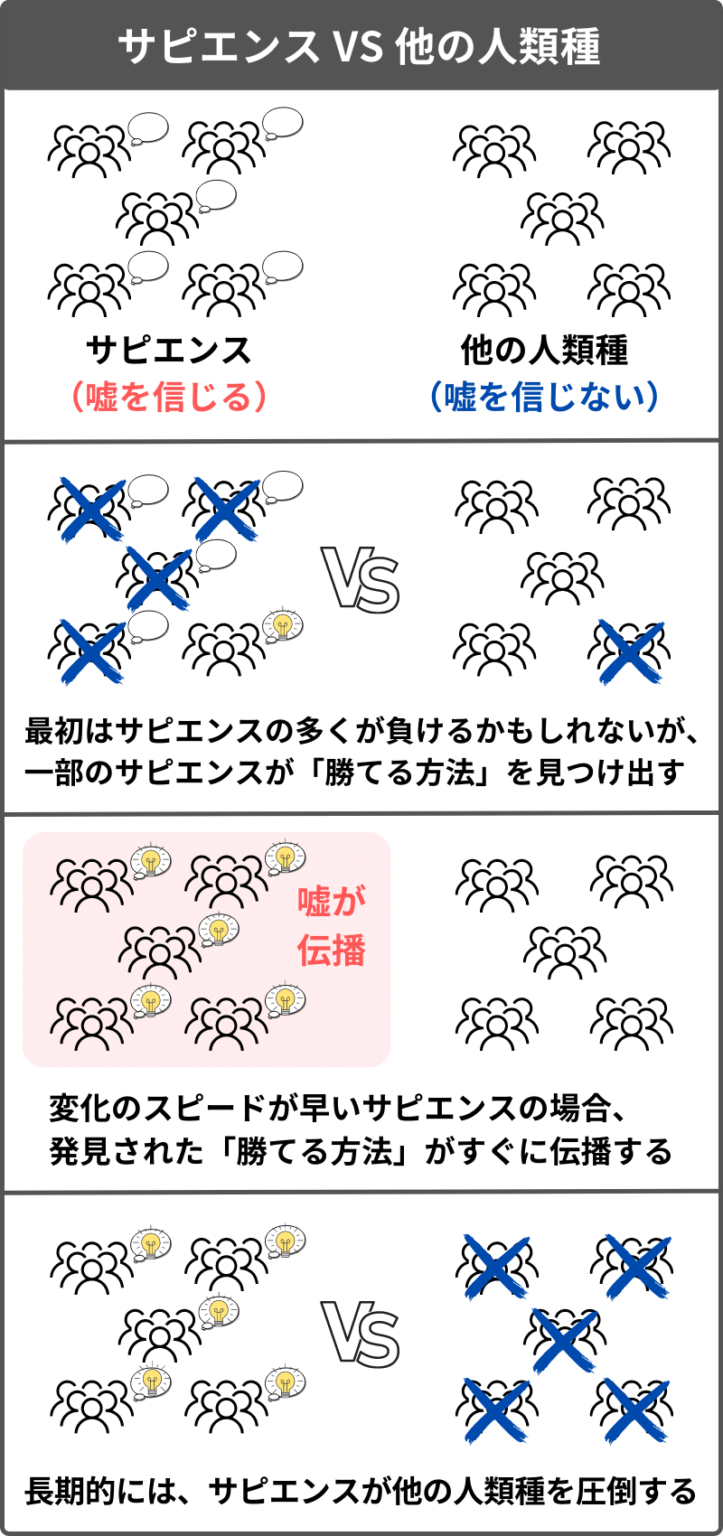 サピエンス VS 他の人類種
サピエンス
（嘘を信じる）
他の人類種
（嘘を信じない）
VS
最初はサピエンスの多くが負けるかもしれないが、
一部のサピエンスが「勝てる方法」を見つけ出す
嘘が
伝播
変化のスピードが早いサピエンスの場合、
発見された「勝てる方法」がすぐに伝播する
VS
長期的には、サピエンスが他の人類種を圧倒する